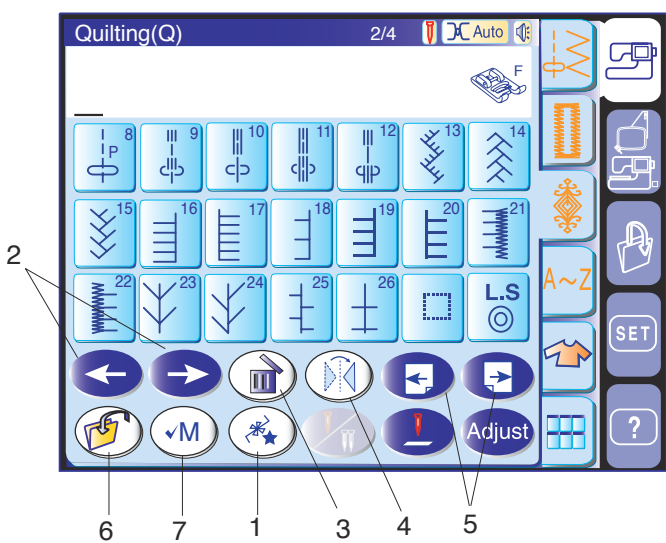 Quilting(Q) 2/4 Auto
F
8 P 9 10 11 12 13 14
15 16 17 18 19 20 21
22 23 24 25 26 L.S
2 2
A~Z
SET
✓M Adjust ?
6 7 1 3 4 5